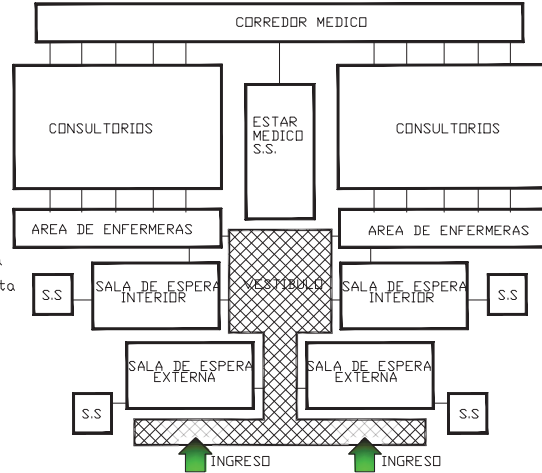 CORREDOR MEDICO
CONSULTORIOS
ESTAR
MEDICO
S.S.
CONSULTORIOS
AREA DE ENFERMERAS
AREA DE ENFERMERAS
ta
S.S
SALA DE ESPERA
INTERIOR
VESTIBULO
SALA DE ESPERA
INTERIOR
S.S
SALA DE ESPERA
EXTERNA
SALA DE ESPERA
EXTERNA
S.S
S.S
INGRESO
INGRESO